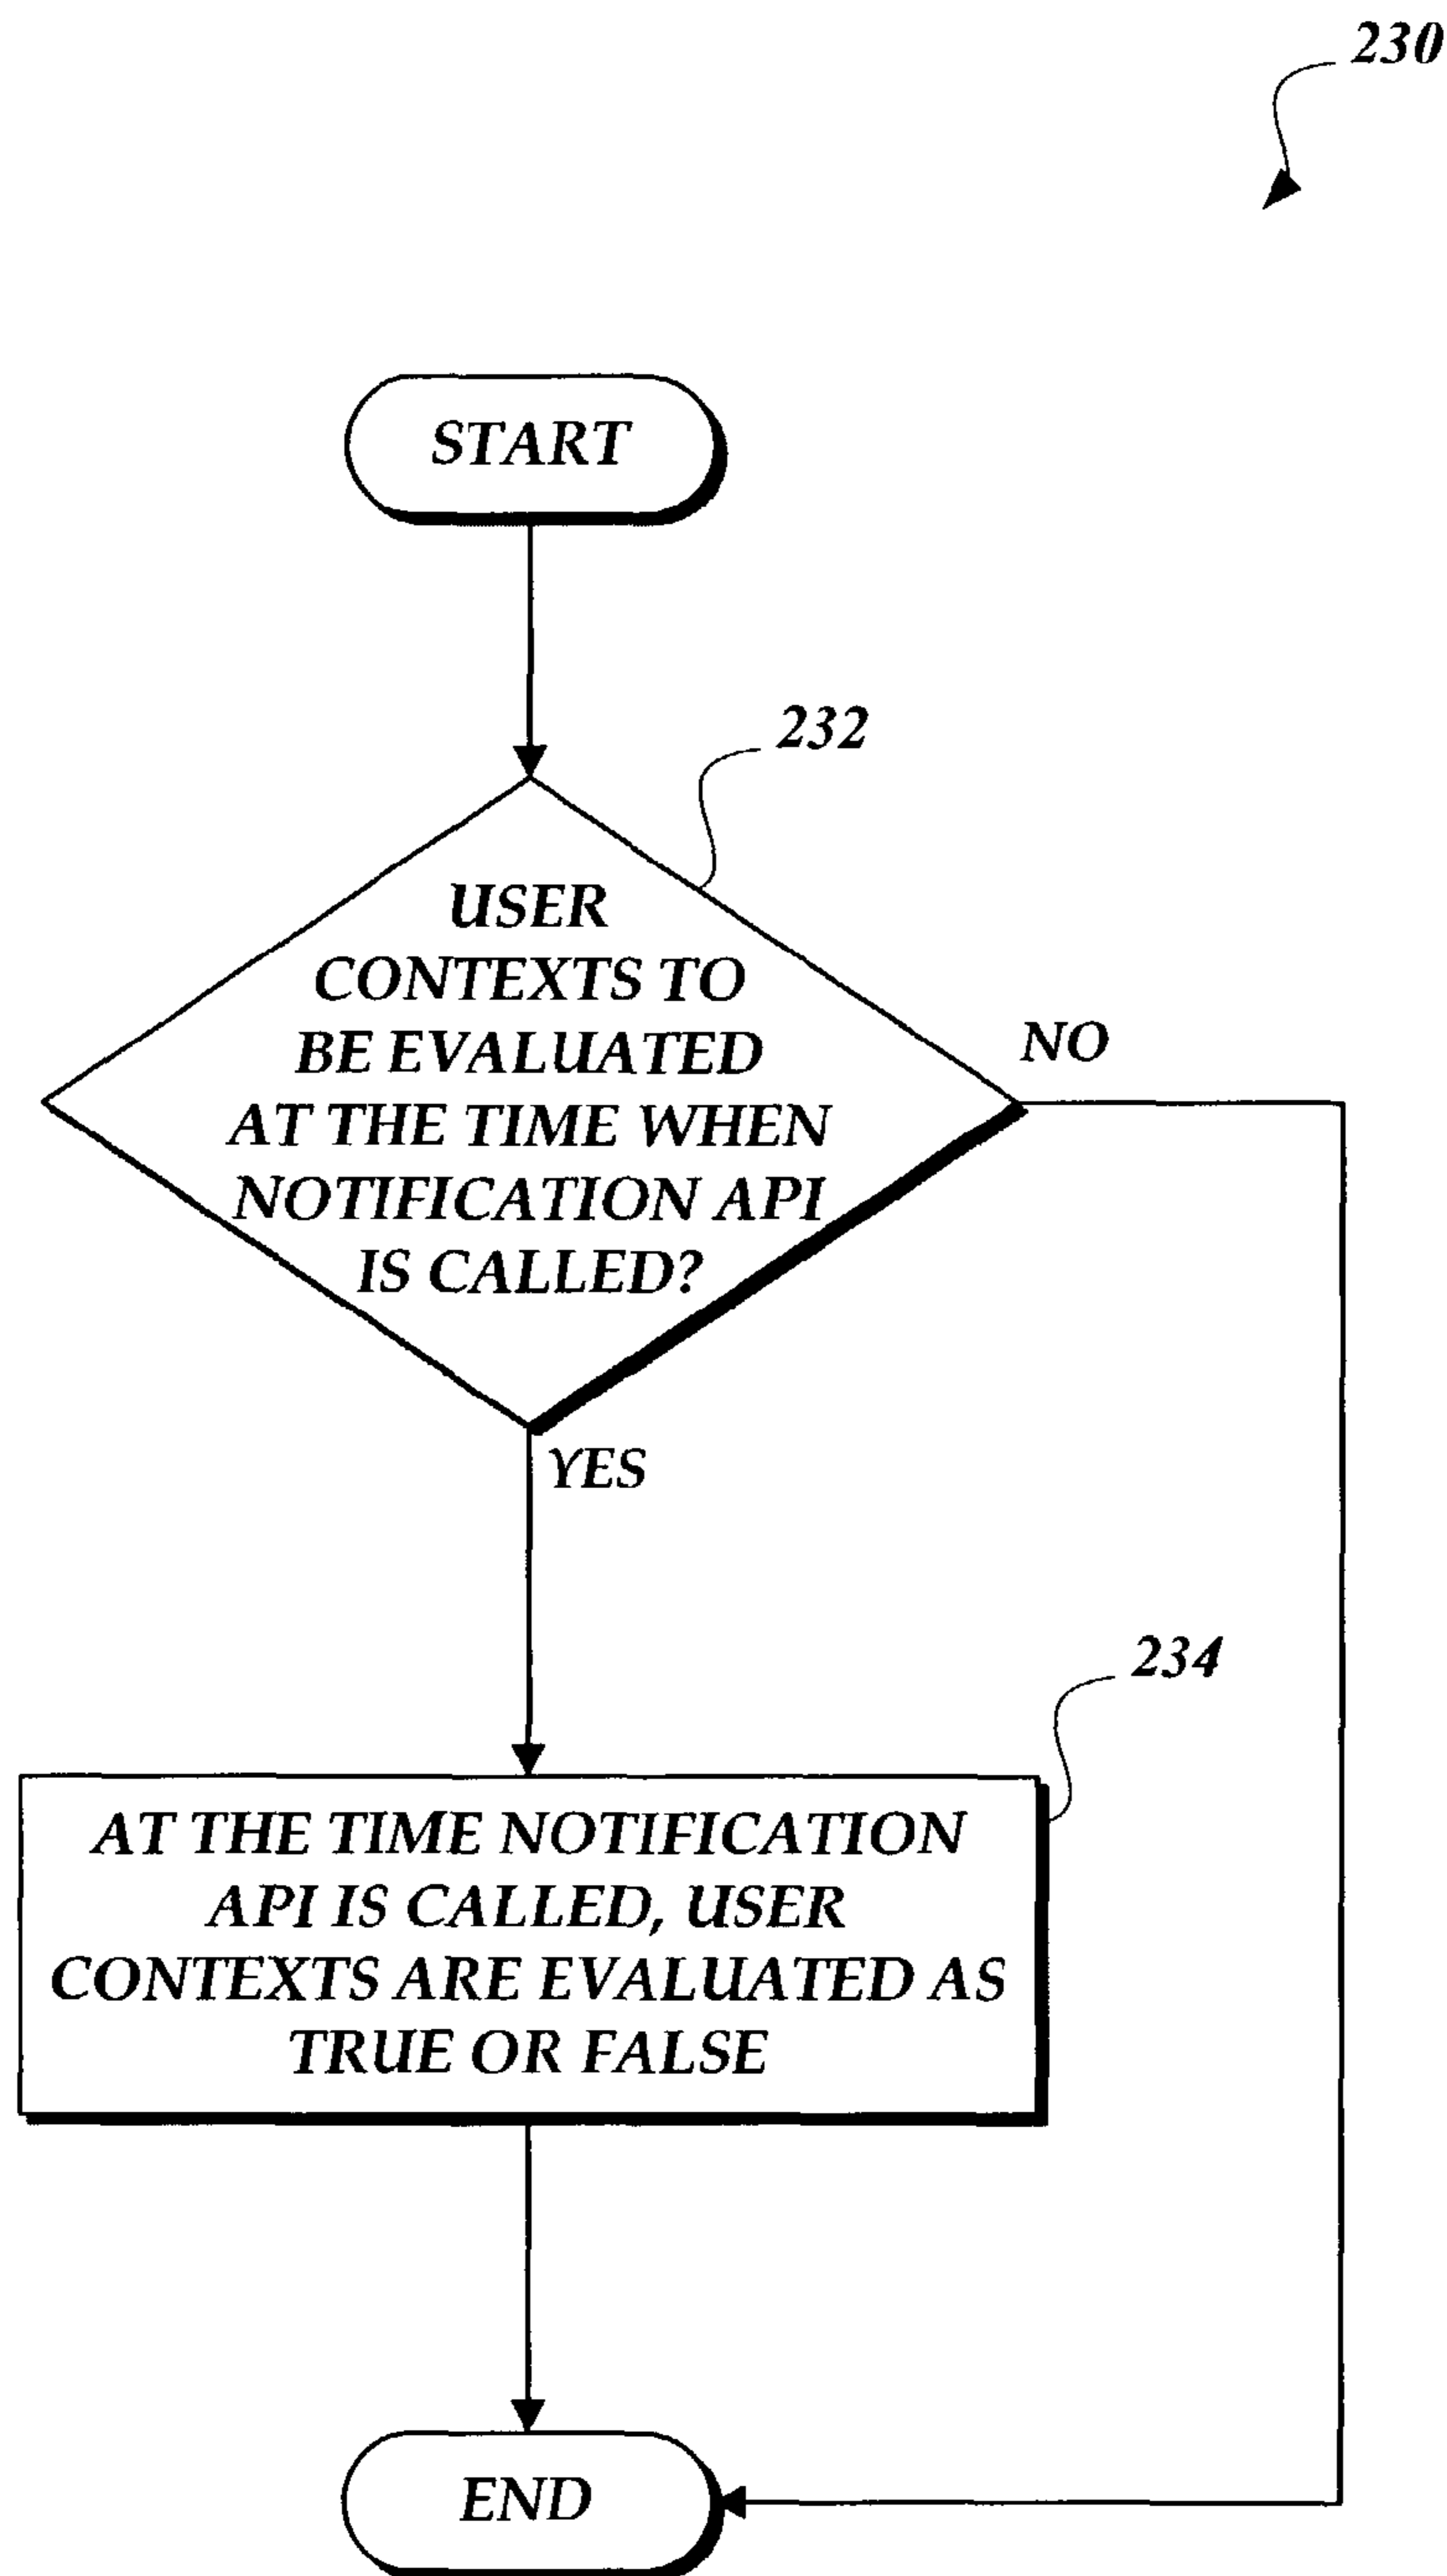 230
START
232
USER
CONTEXTS TO
BE EVALUATED
AT THE TIME WHEN
NOTIFICATION API
IS CALLED?
NO
YES
234
AT THE TIME NOTIFICATION
API IS CALLED, USER
CONTEXTS ARE EVALUATED AS
TRUE OR FALSE
END